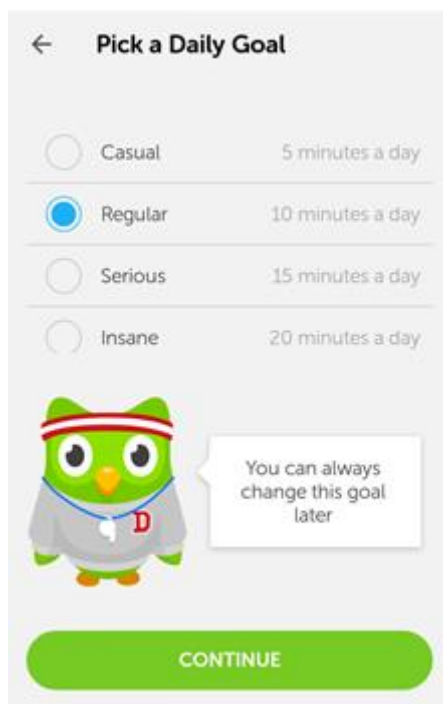 Pick a Daily Goal
Casual 5 minutes a day
Regular 10 minutes a day
Serious 15 minutes a day
Insane 20 minutes a day
You can always
change this goal
later
D
CONTINUE